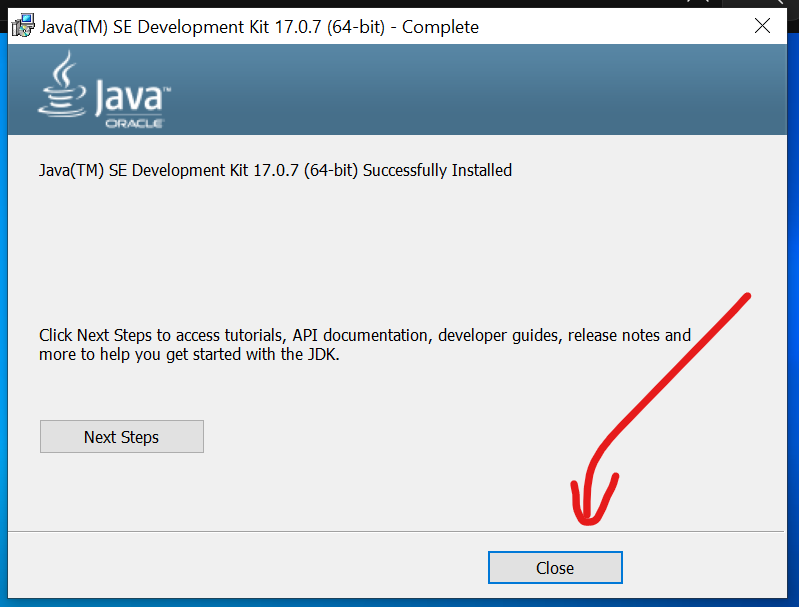 Java(TM) SE Development Kit 17.0.7 (64-bit) - Complete
Java™
ORACLE
Java(TM) SE Development Kit 17.0.7 (64-bit) Successfully Installed
Click Next Steps to access tutorials, API documentation, developer guides, release notes and
more to help you get started with the JDK.
Next Steps
Close